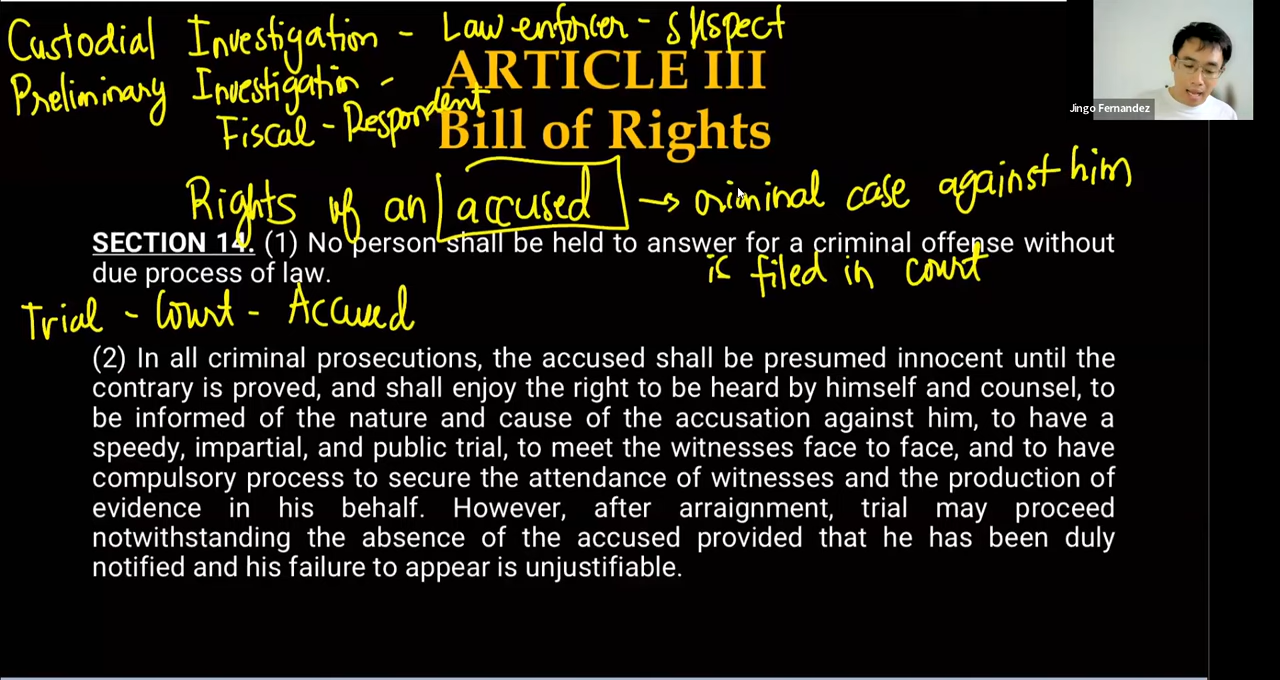 Custodial Investigation - Law enforcer - suspect
ARTICLE III
Preliminary Investigation -
Fiscal - Respondent
Bill of Rights
Jingo Fernandez
Rights of an accused → criminal case against him
is filed in court
SECTION 14. (1) No person shall be held to answer for a criminal offense without
due process of law.
Trial - Court - Accused
(2) In all criminal prosecutions, the accused shall be presumed innocent until the
contrary is proved, and shall enjoy the right to be heard by himself and counsel, to
be informed of the nature and cause of the accusation against him, to have a
speedy, impartial, and public trial, to meet the witnesses face to face, and to have
compulsory process to secure the attendance of witnesses and the production of
evidence in his behalf. However, after arraignment, trial may proceed
notwithstanding the absence of the accused provided that he has been duly
notified and his failure to appear is unjustifiable.